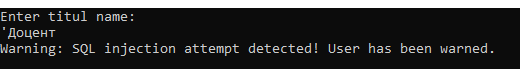 Enter titul name:
'Доцент
Warning: SQL injection attempt detected! User has been warned.